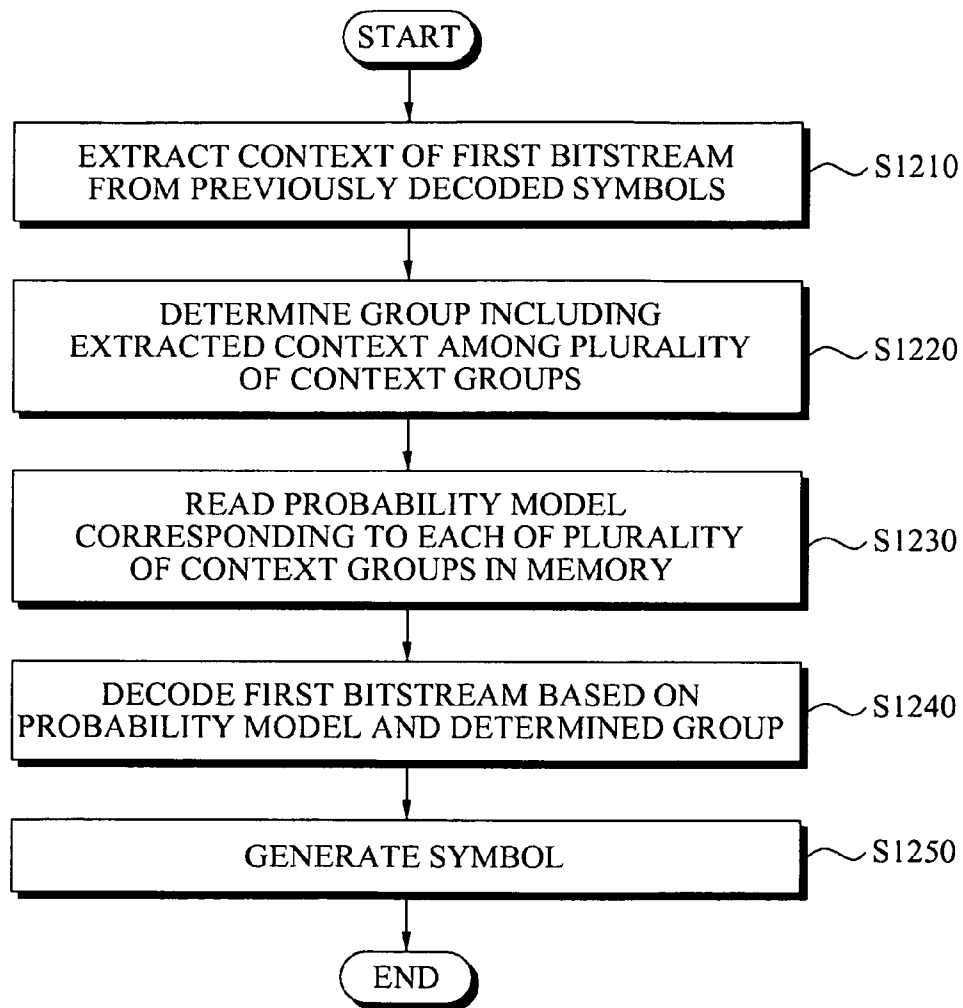 START
EXTRACT CONTEXT OF FIRST BITSTREAM
FROM PREVIOUSLY DECODED SYMBOLS
S1210
DETERMINE GROUP INCLUDING
EXTRACTED CONTEXT AMONG PLURALITY
OF CONTEXT GROUPS
S1220
READ PROBABILITY MODEL
CORRESPONDING TO EACH OF PLURALITY
OF CONTEXT GROUPS IN MEMORY
S1230
DECODE FIRST BITSTREAM BASED ON
PROBABILITY MODEL AND DETERMINED GROUP
S1240
GENERATE SYMBOL
S1250
END